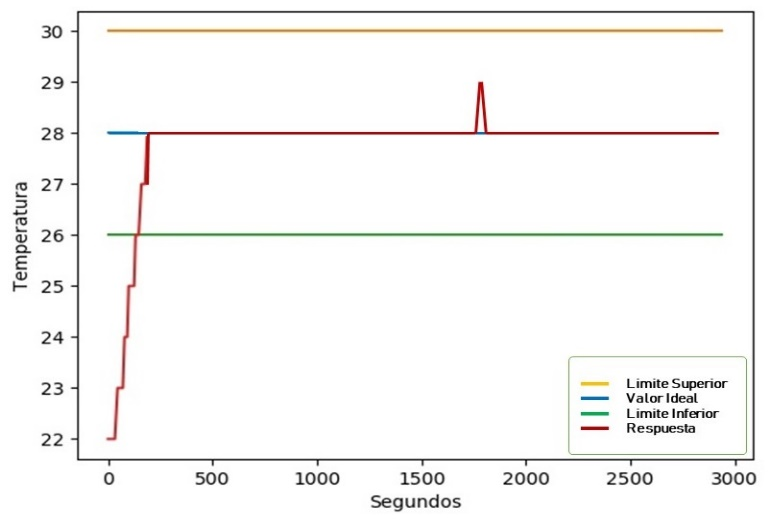 30
29
28
27
26
25
24
23
22
Temperatura
0 500 1000 1500 2000 2500 3000
Segundos
Limite Superior
Valor Ideal
Limite Inferior
Respuesta